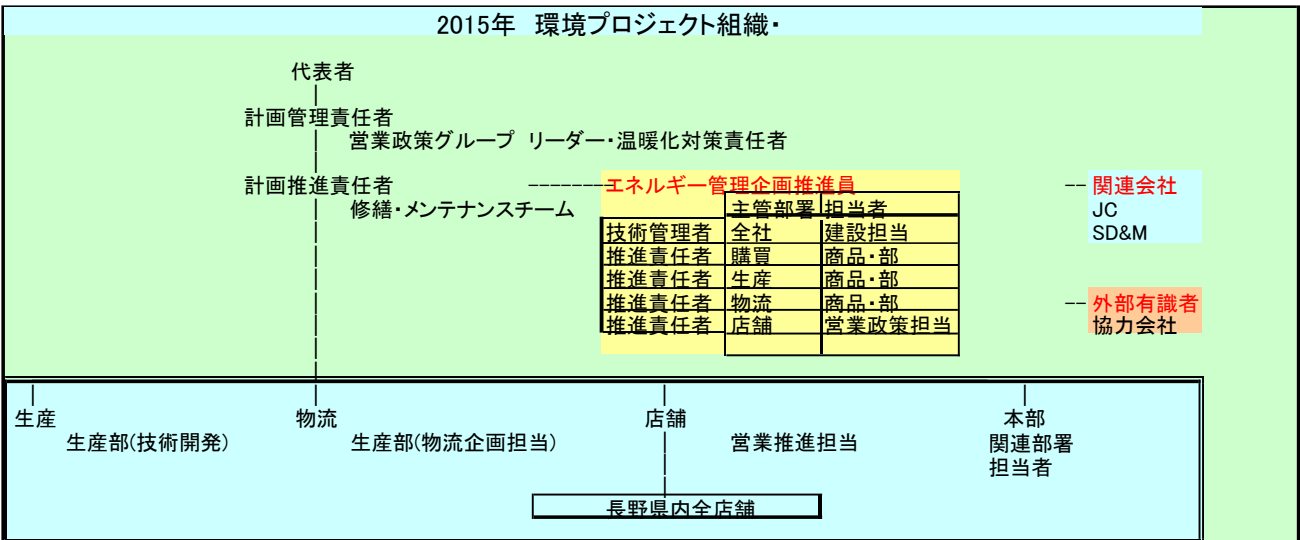 2015年 環境プロジェクト組織・
代表者
計画管理責任者
営業政策グループ リーダー・温暖化対策責任者
計画推進責任者 --------エネルギー管理企画推進員 -- 関連会社
修繕・メンテナンスチーム 主管部署 担当者 JC
技術管理者 全社 建設担当 SD&M
推進責任者 購買 商品・部
推進責任者 生産 商品・部
推進責任者 物流 商品・部 -- 外部有識者
推進責任者 店舗 営業政策担当 協力会社
生産 物流 店舗 本部
生産部(技術開発) 生産部(物流企画担当) 営業推進担当 関連部署
担当者
長野県内全店舗